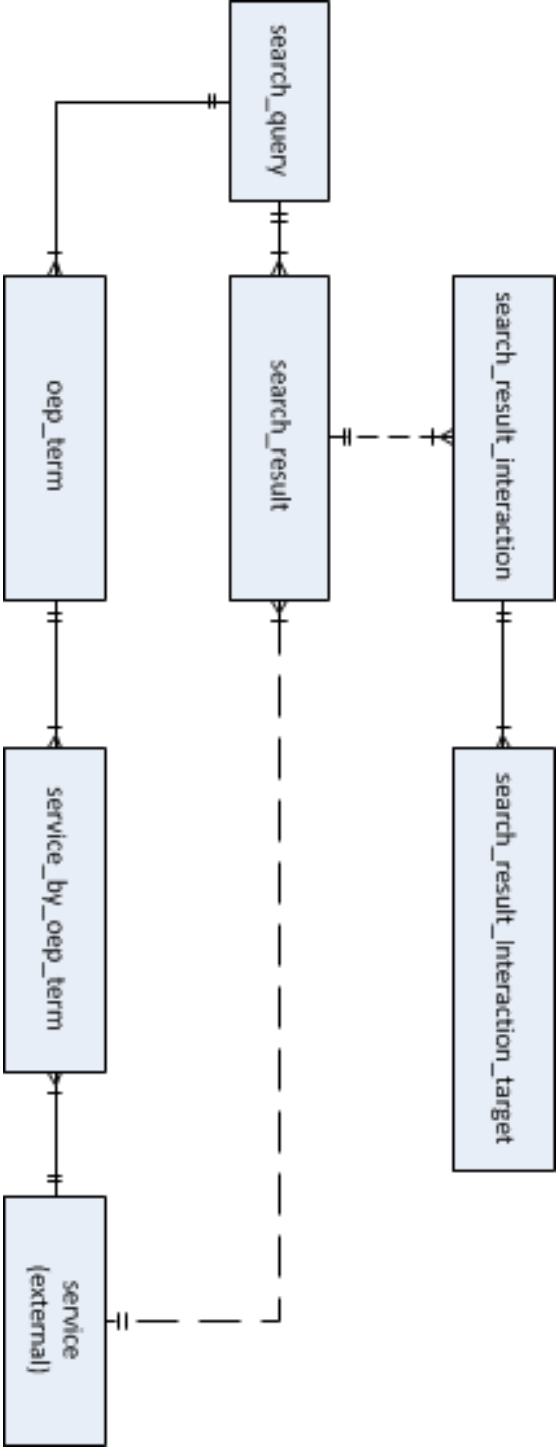 search_result_interaction
search_result_Interaction_target
search_query
search_result
oep_term
service_by_oep_term
service
(external)